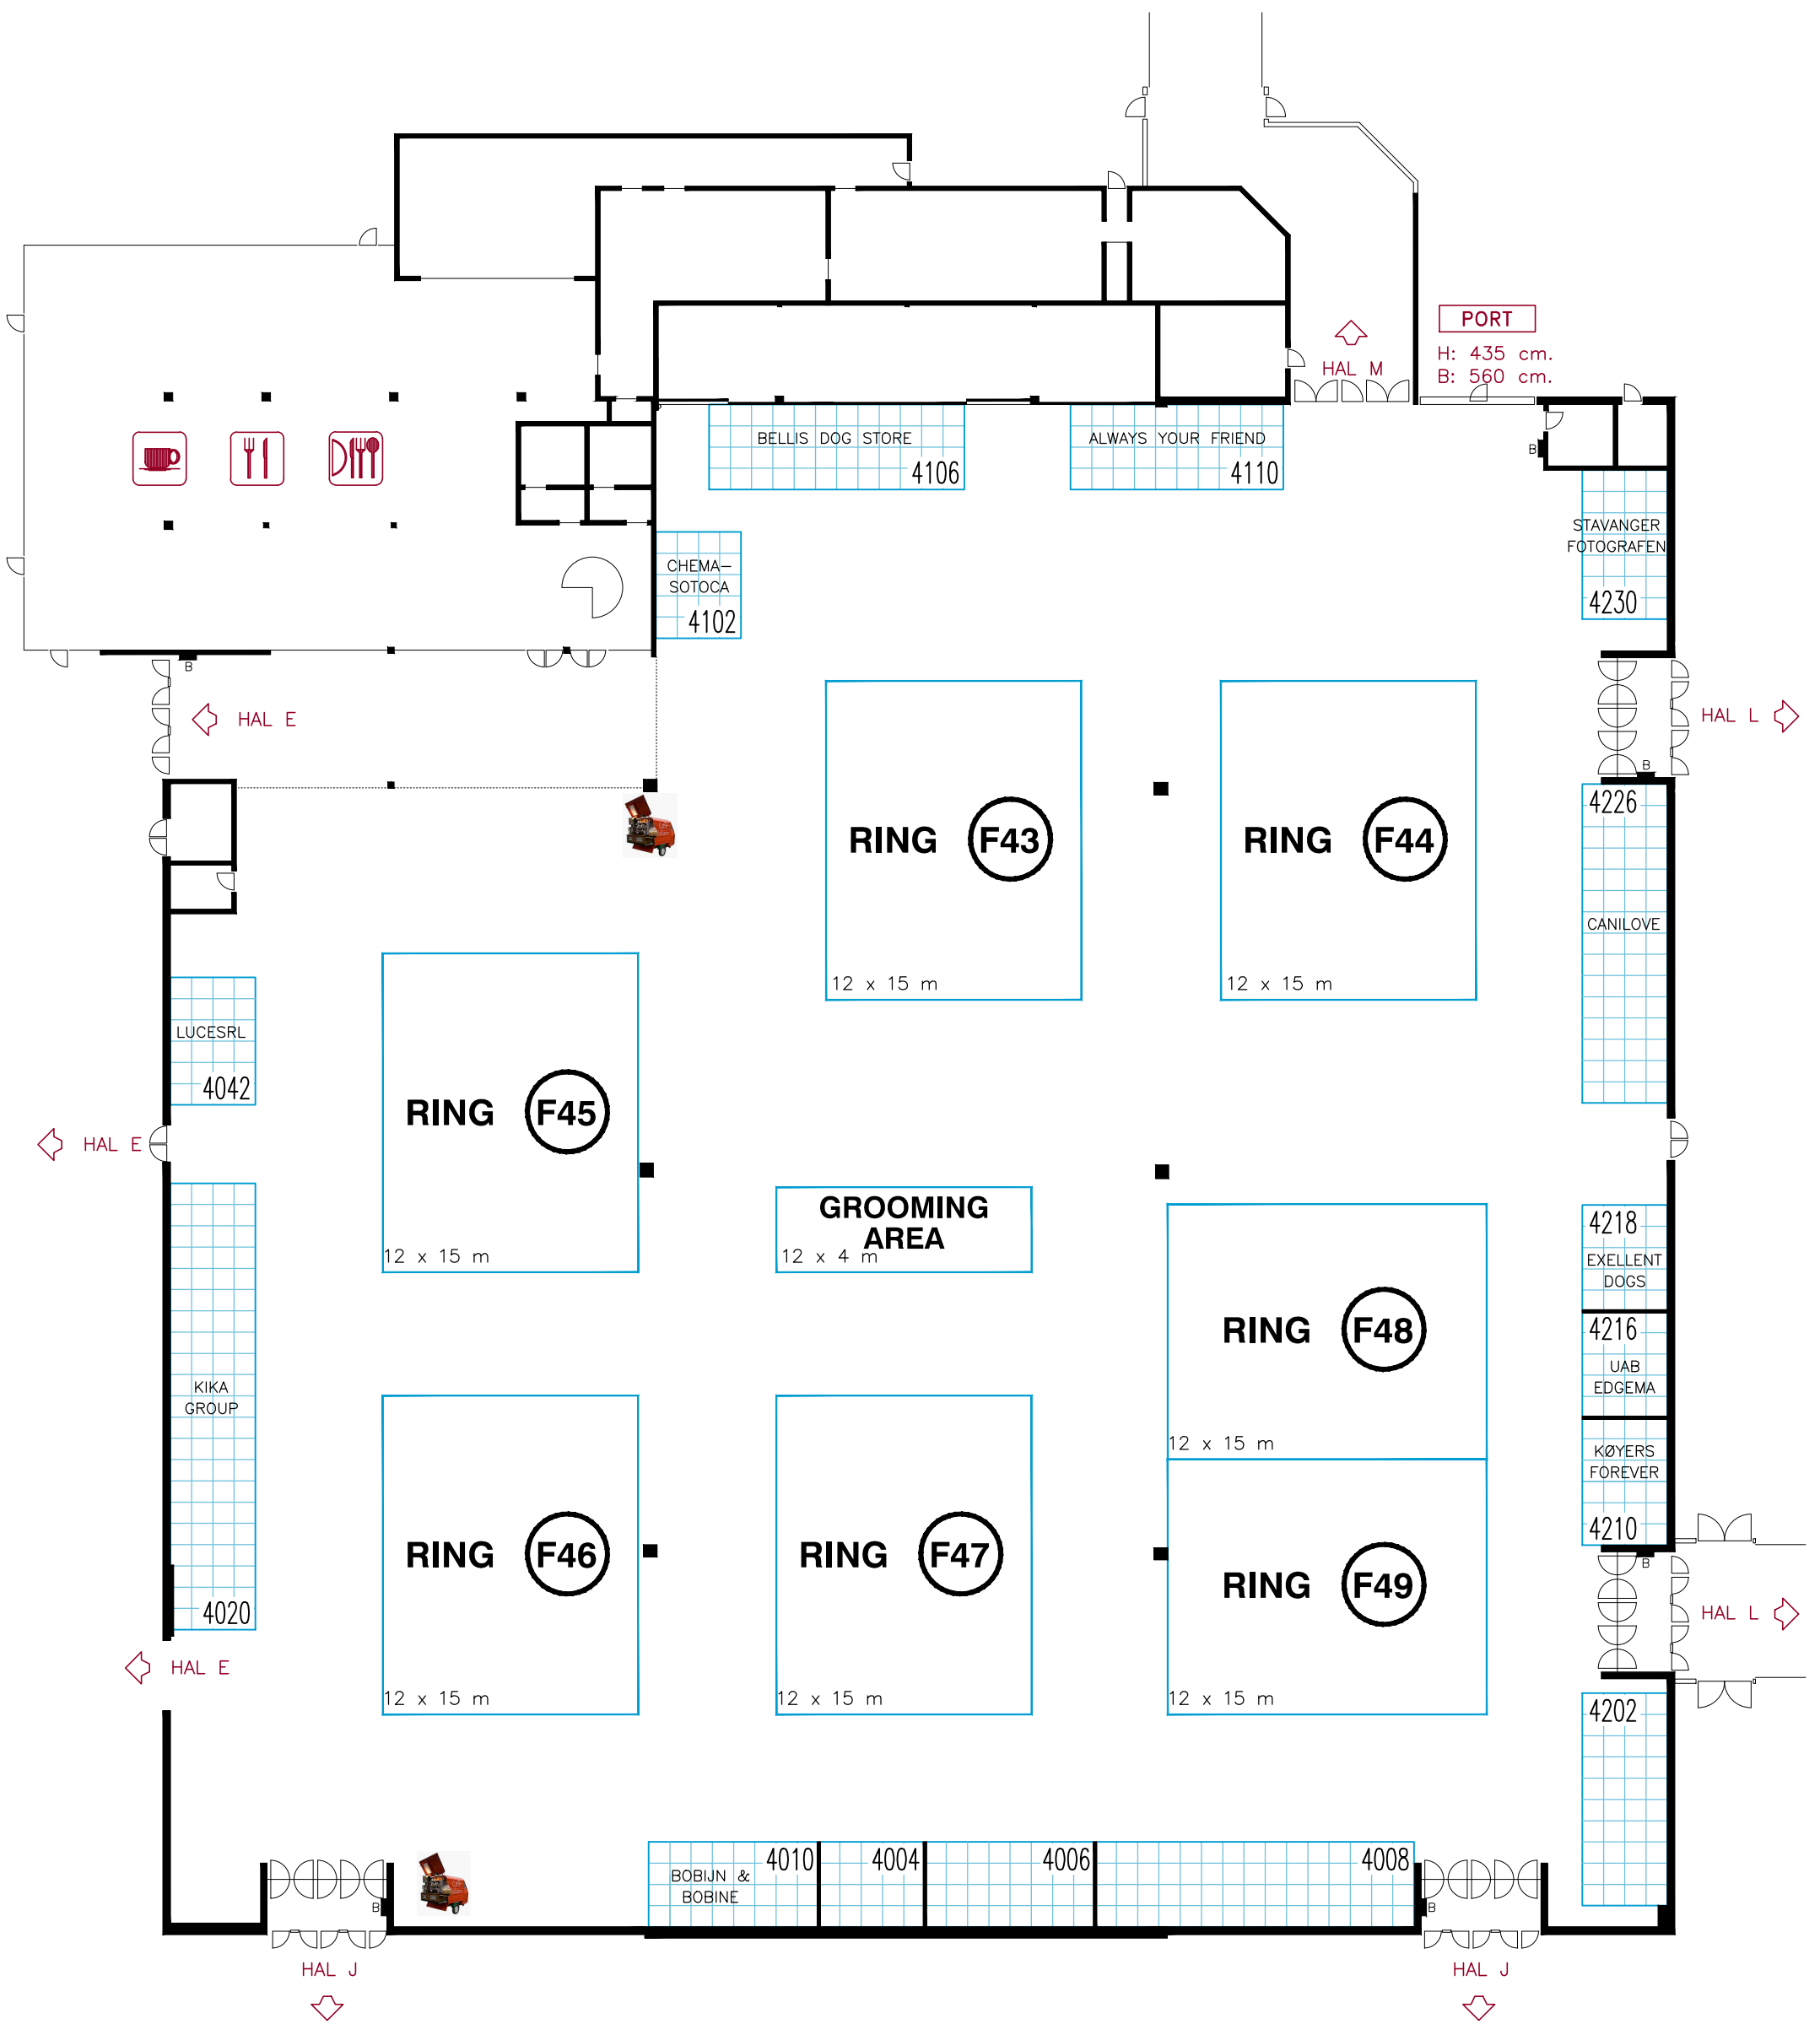 PORT
H: 435 cm.
B: 560 cm.
HAL M
BELLIS DOG STORE
4106
ALWAYS YOUR FRIEND
4110
B
STAVANGER
FOTOGRAFEN
4230
CHEMA-
SOTOCA
4102
B
HAL E
HAL L
B
4226
CANILOVE
RING F43
12 x 15 m
RING F44
12 x 15 m
LUCESRL
4042
RING F45
12 x 15 m
HAL E
GROOMING
AREA
12 x 4 m
4218
EXELLENT
DOGS
4216
UAB
EDGEMA
KØYERS
FOREVER
4210
B
RING F48
12 x 15 m
KIKA
GROUP
4020
RING F46
12 x 15 m
RING F47
12 x 15 m
RING F49
12 x 15 m
HAL L
HAL E
4202
BOBIJN &
BOBINE
4010
4004
4006
4008
B
B
HAL J
HAL J